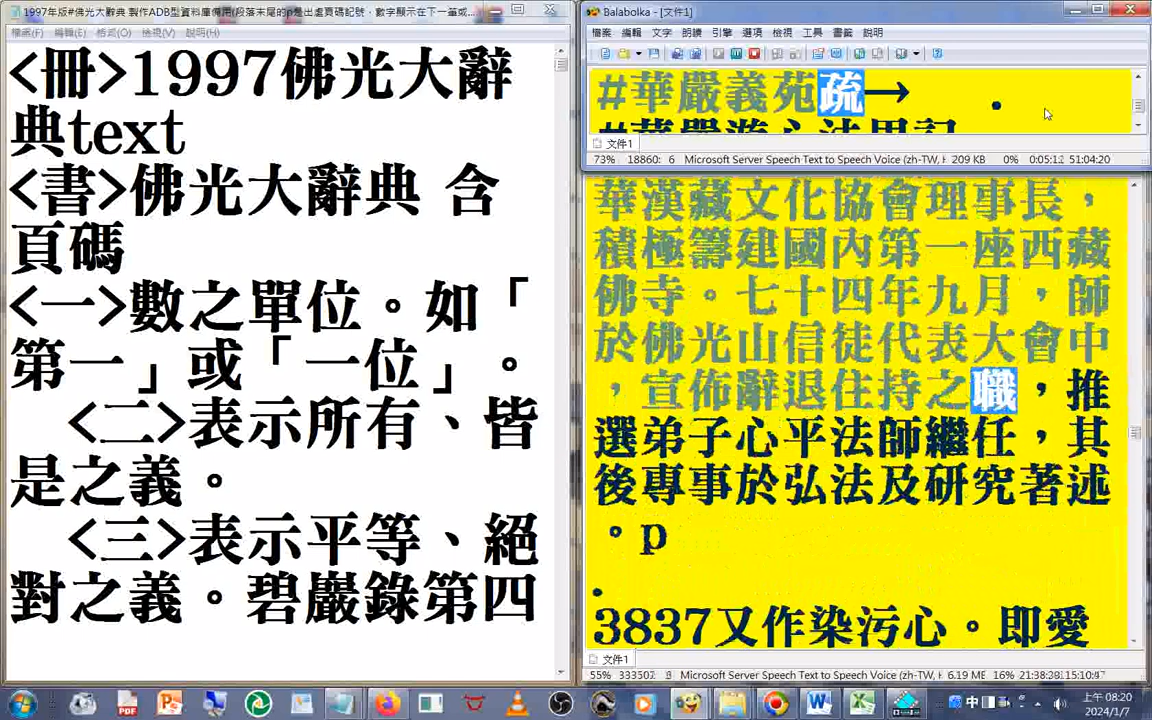 1997年版#佛光大辭典 製作ADB型資料庫備用(段落末尾的p是出處頁碼記號，數字顯示在下一筆或...
檔案(F) 編輯(E) 格式(O) 檢視(V) 說明(H)
<冊>1997佛光大辭
典text
<書>佛光大辭典 含
頁碼
<一>數之單位。如「
第一」或「一位」。
<二>表示所有、皆
是之義。
<三>表示平等、絕
對之義。碧巖錄第四
Balabolka - [文件1]
檔案 編輯 文字 朗讀 引擎 選項 檢視 工具 書籤 說明
#華嚴義苑疏→ .
#華嚴遊心法界記
文件1
73% 18860: 6 Microsoft Server Speech Text to Speech Voice (zh-TW, H 209 KB 0% 0:05:12 51:04:20
華漢藏文化協會理事長，
積極籌建國內第一座西藏
佛寺。七十四年九月，師
於佛光山信徒代表大會中
，宣佈辭退住持之職，推
選弟子心平法師繼任，其
後專事於弘法及研究著述
。p
.
3837又作染污心。即愛
文件1
55% Microsoft Server Speech Text to Speech Voice (zh-TW, H 6.19 MB 16%
中
上午 08:20
2024/1/7